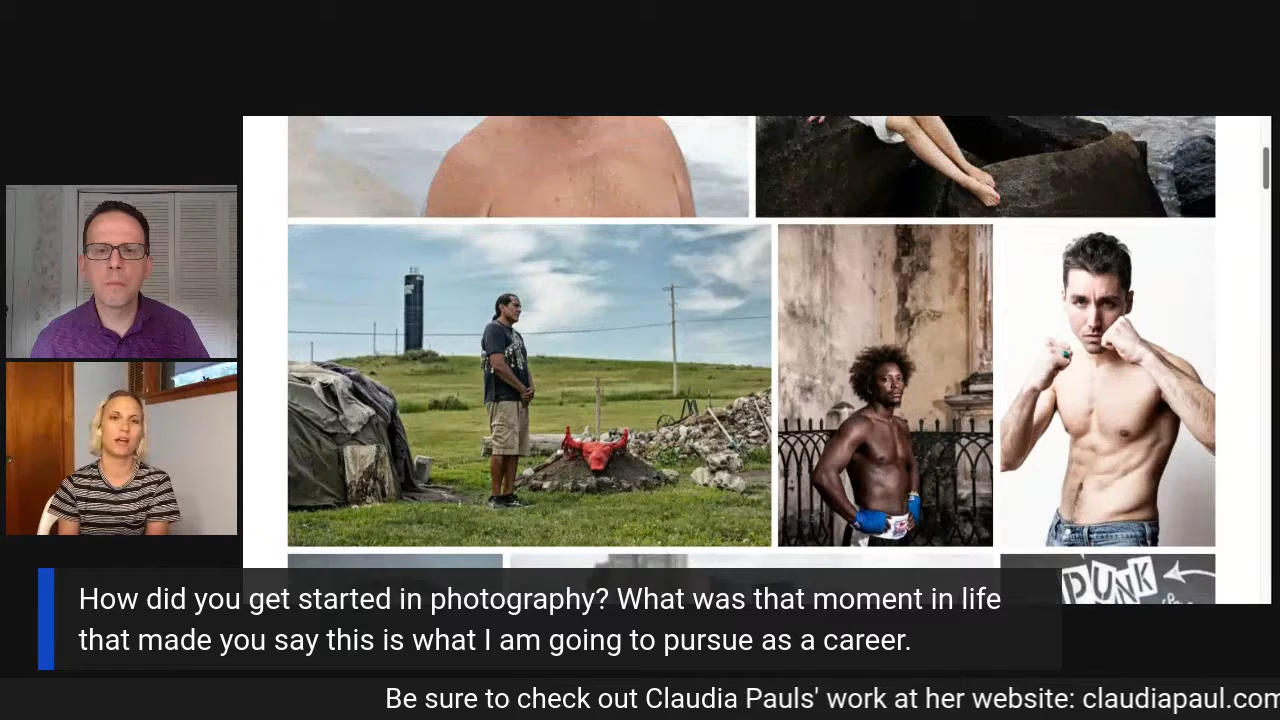 PUNK
How did you get started in photography? What was that moment in life
that made you say this is what I am going to pursue as a career.
Be sure to check out Claudia Pauls' work at her website: claudiapaul.com